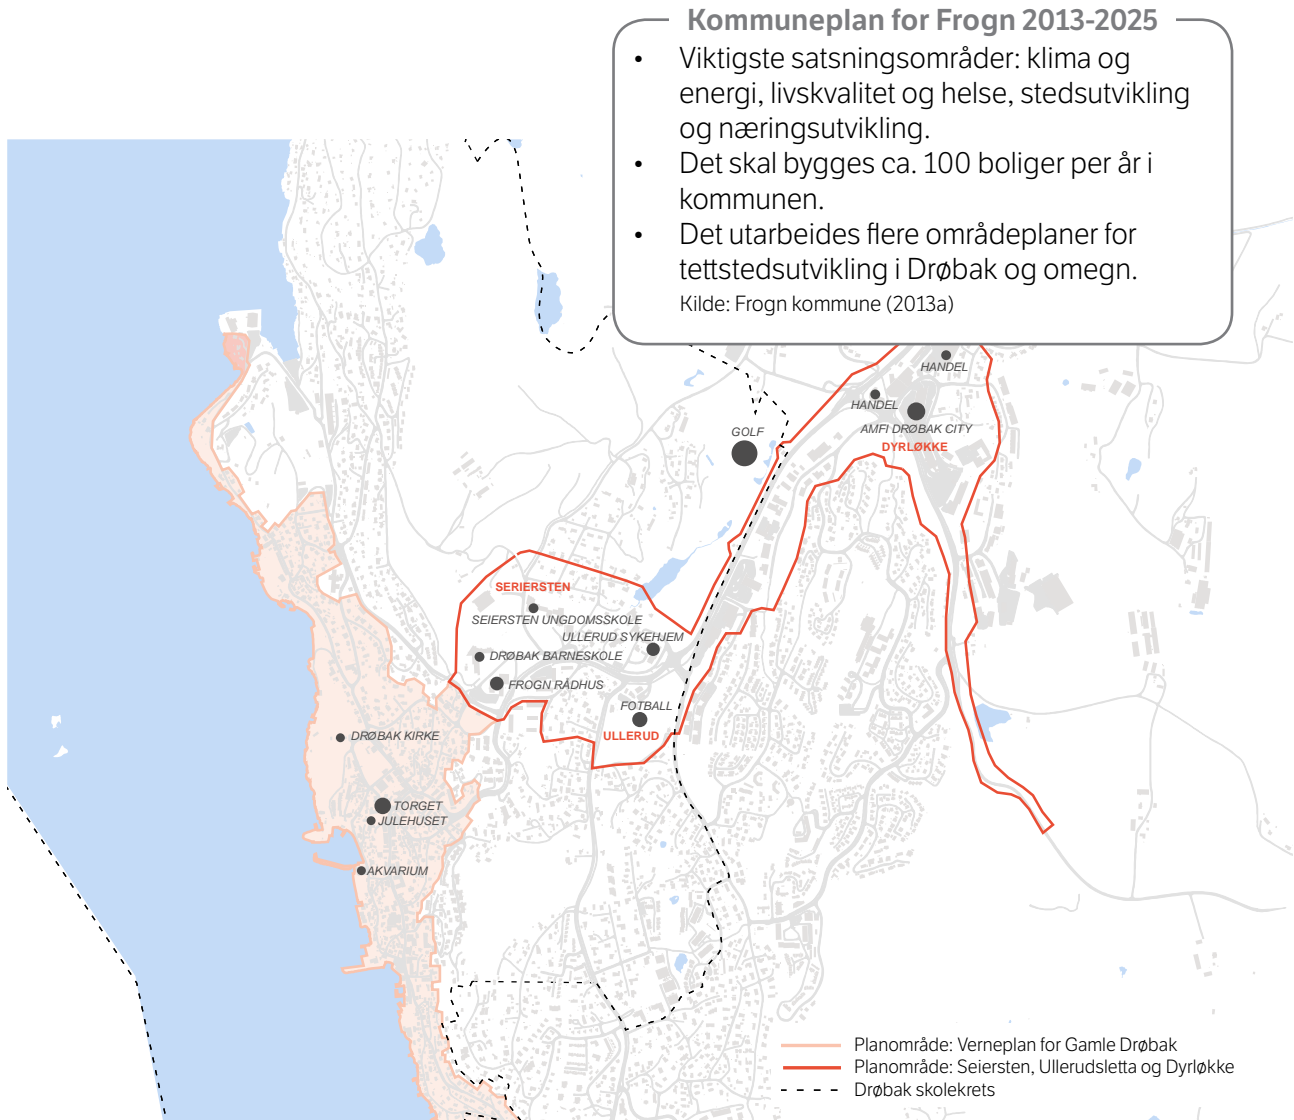 Kommuneplan for Frogn 2013-2025
• Viktigste satsningsområder: klima og
energi, livskvalitet og helse, stedsutvikling
og næringsutvikling.
• Det skal bygges ca. 100 boliger per år i
kommunen.
• Det utarbeides flere områdeplaner for
tettstedsutvikling i Drøbak og omegn.
Kilde: Frogn kommune (2013a)
HANDEL
HANDEL
AMFI DRØBAK CITY
DYRLØKKE
GOLF
SERIERSTEN
SEIERSTEN UNGDOMSSKOLE
ULLERUD SYKEHJEM
DRØBAK BARNESKOLE
FROGN RÅDHUS
FOTBALL
ULLERUD
DRØBAK KIRKE
TORGET
JULEHUSET
AKVARIUM
Planområde: Verneplan for Gamle Drøbak
Planområde: Seiersten, Ullerudsletta og Dyrløkke
Drøbak skolekrets